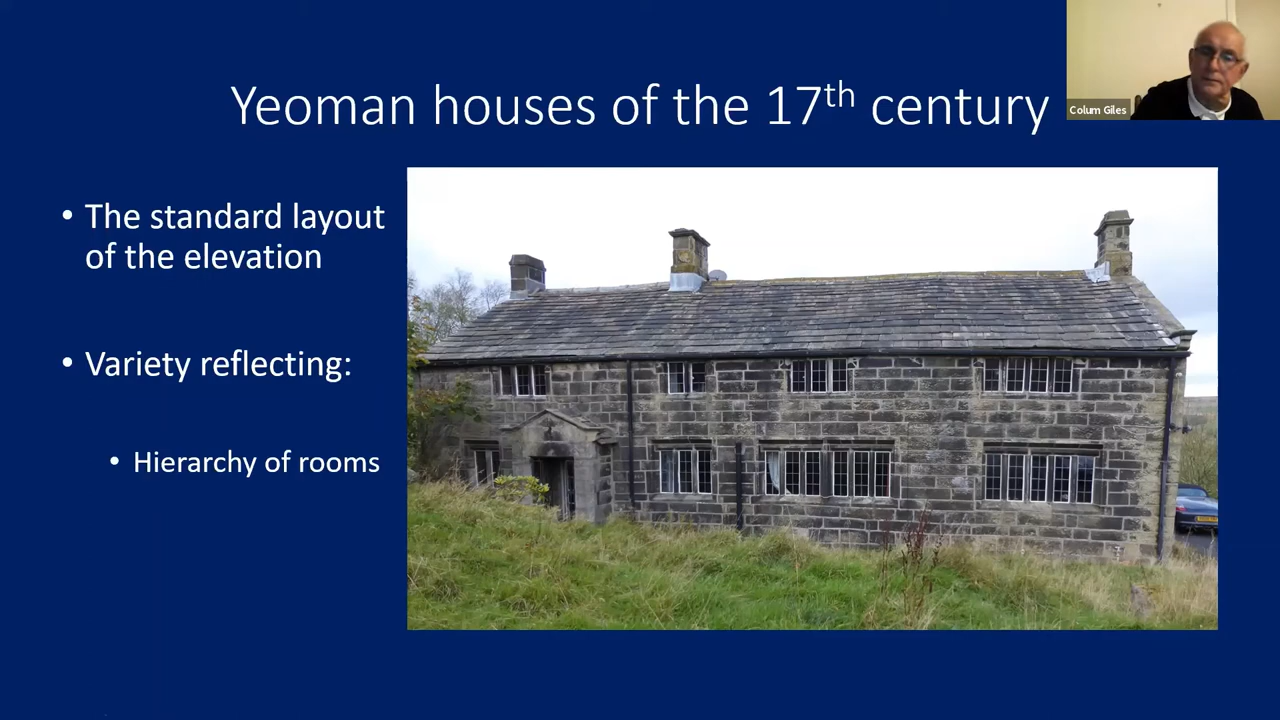 Yeoman houses of the 17th century
Colum Giles
• The standard layout
of the elevation
• Variety reflecting:
• Hierarchy of rooms